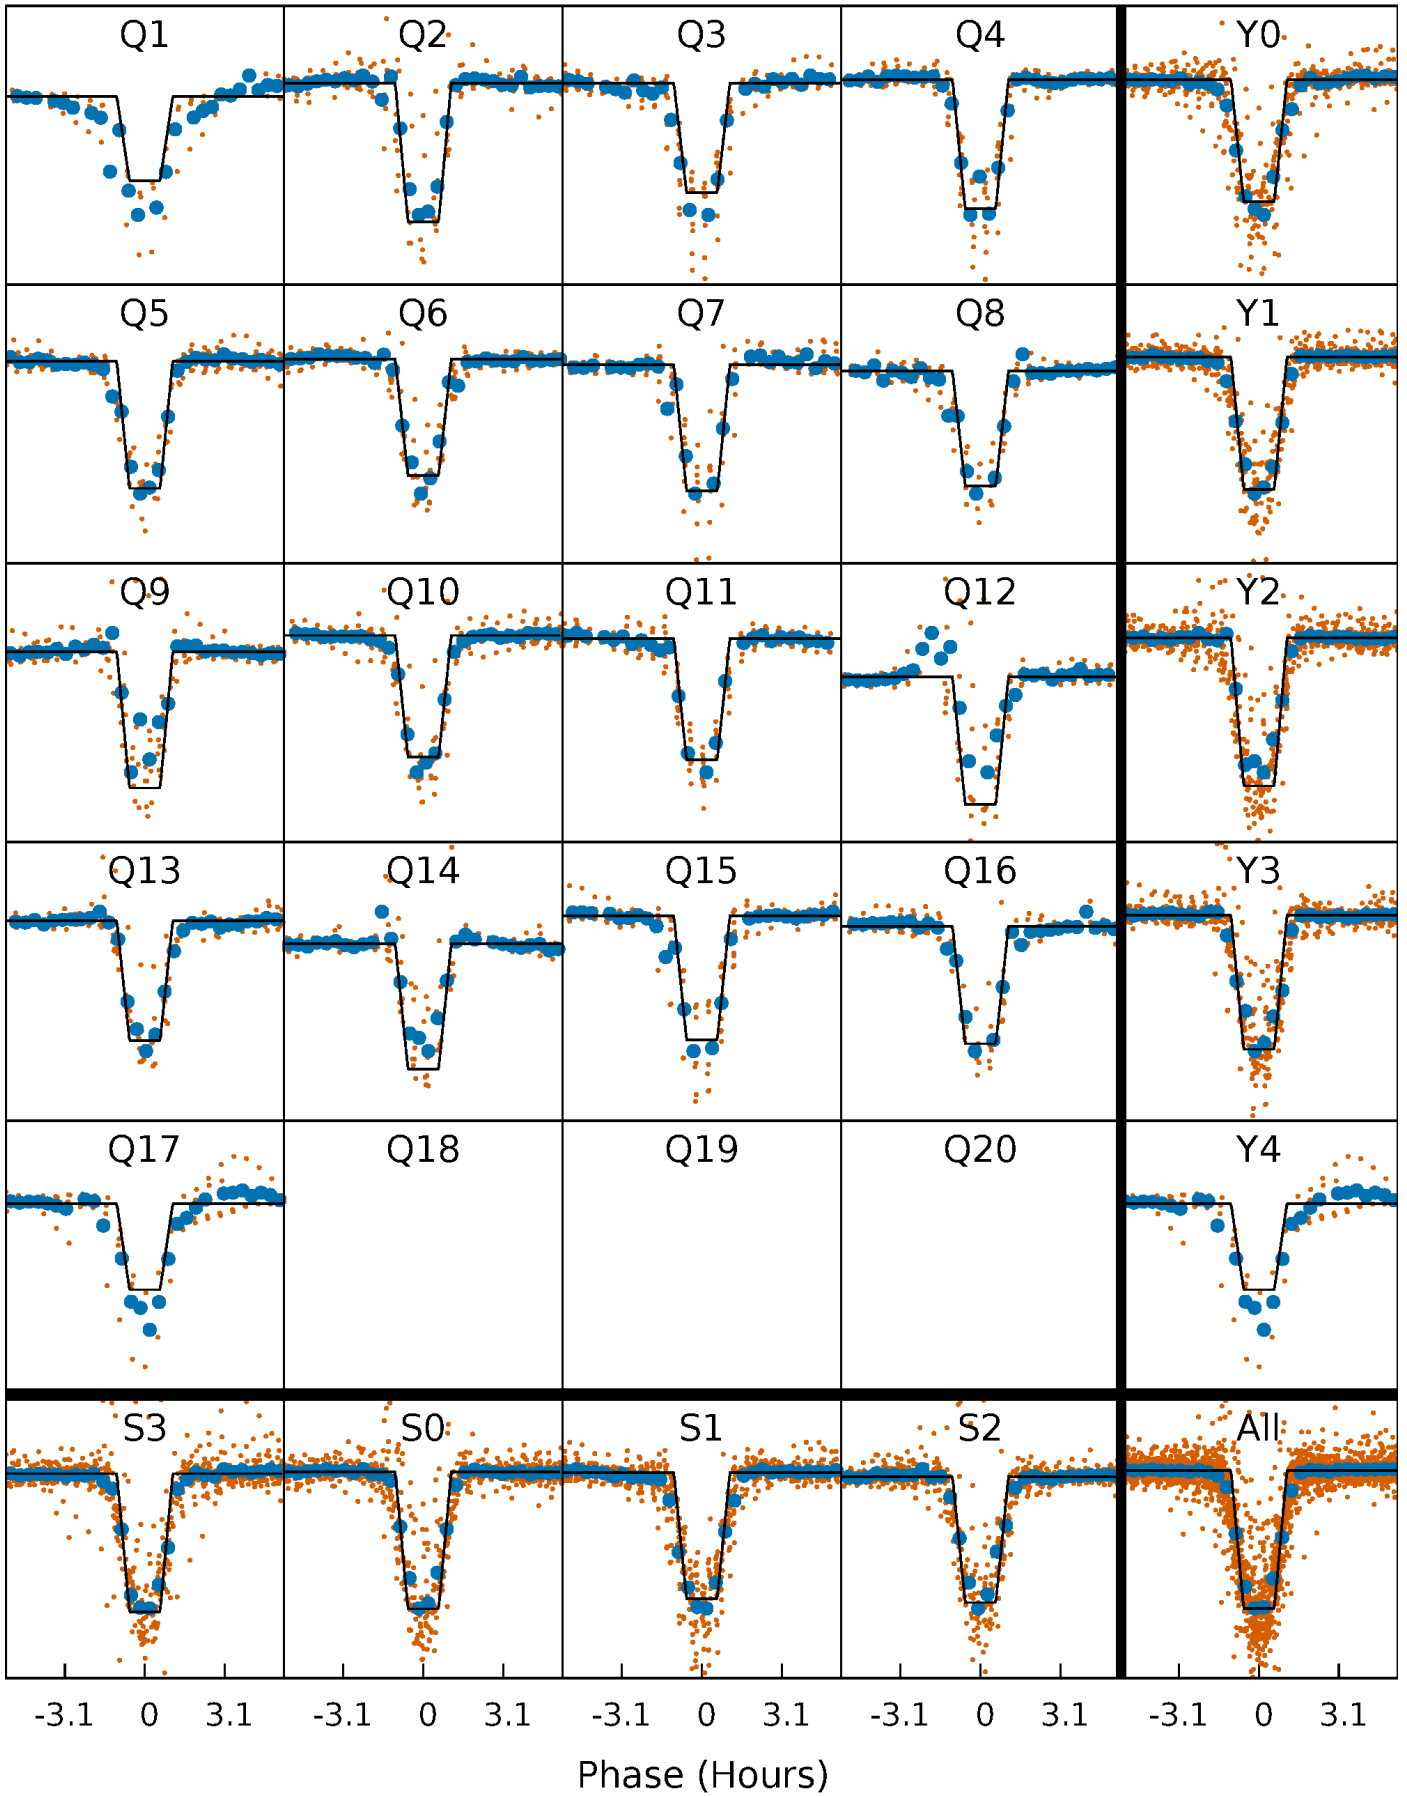 Q1 Q2 Q3 Q4 Y0
Q5 Q6 Q7 Q8 Y1
Q9 Q10 Q11 Q12 Y2
Q13 Q14 Q15 Q16 Y3
Q17 Q18 Q19 Q20 Y4
S3 S0 S1 S2 All
-3.1 0 3.1 -3.1 0 3.1 -3.1 0 3.1 -3.1 0 3.1 -3.1 0 3.1
Phase (Hours)